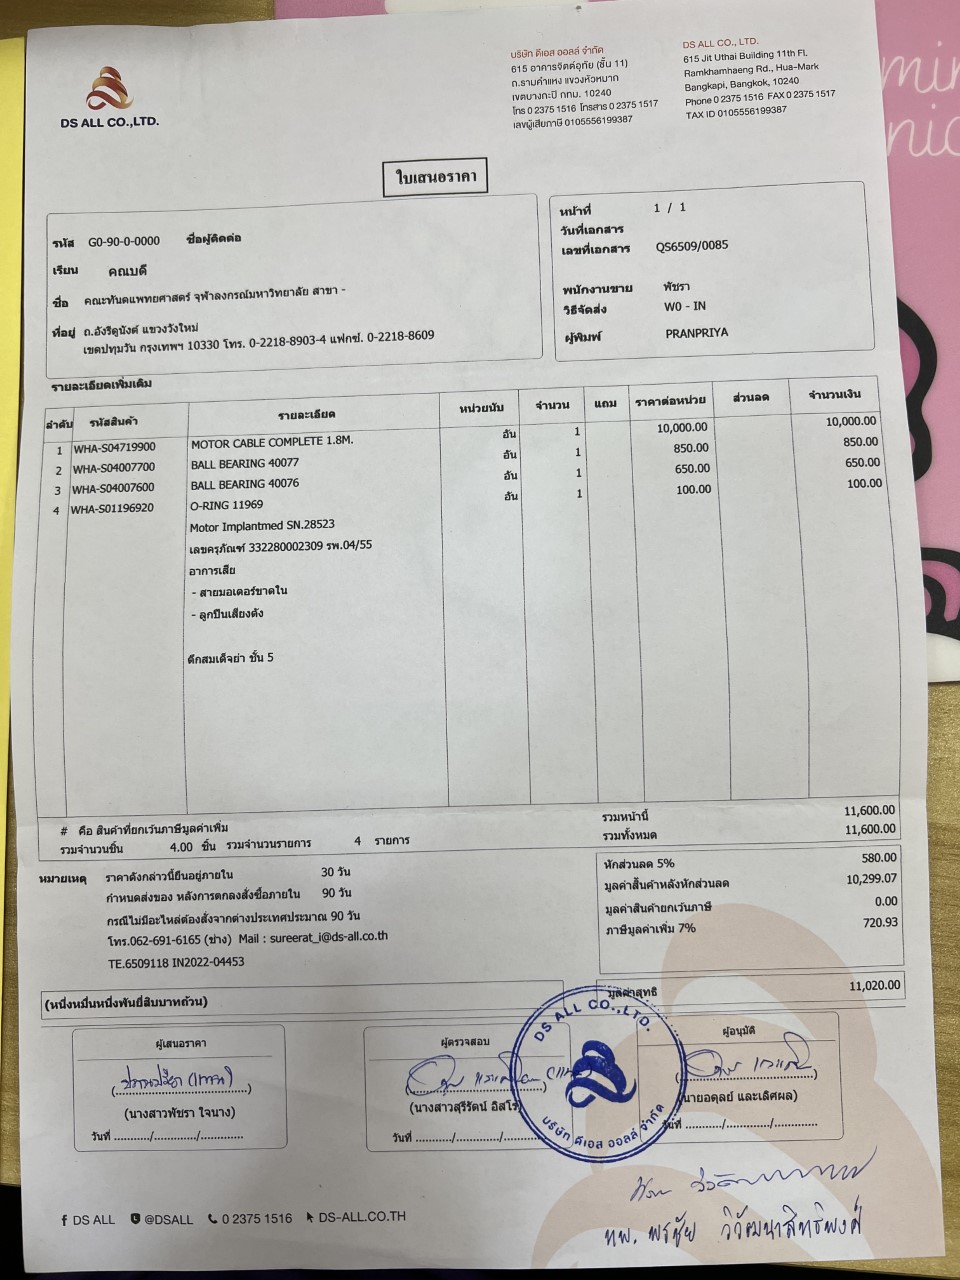 DS ALL CO.,LTD.
บริษัท ดีเอส ออลล์ จำกัด
615 อาคารจิตต์อุทัย (ชั้น 11)
ถ.รามคำแหง แขวงหัวหมาก
เขตบางกะปิ กทม. 10240
โทร 0 2375 1516 โทรสาร 0 2375 1517
เลขผู้เสียภาษี 0105556199387
DS ALL CO., LTD.
615 Jit Uthai Building 11th Fl.
Ramkhamhaeng Rd., Hua-Mark
Bangkapi, Bangkok, 10240
Phone 0 2375 1516 FAX 0 2375 1517
TAX ID 0105556199387
ใบเสนอราคา
รหัส G0-90-0-0000 ชื่อผู้ติดต่อ
เรียน คณบดี
ชื่อ คณะทันตแพทยศาสตร์ จุฬาลงกรณ์มหาวิทยาลัย สาขา -
ที่อยู่ ถ.อังรีดูนังต์ แขวงวังใหม่
เขตปทุมวัน กรุงเทพฯ 10330 โทร. 0-2218-8903-4 แฟกซ์. 0-2218-8609
หน้าที่ 1 / 1
วันที่เอกสาร
เลขที่เอกสาร QS6509/0085
พนักงานขาย พัชรา
วิธีจัดส่ง W0 - IN
ผู้พิมพ์ PRANPRIYA
รายละเอียดเพิ่มเติม
ลำดับ รหัสสินค้า รายละเอียด หน่วยนับ จำนวน แถม ราคาต่อหน่วย ส่วนลด จำนวนเงิน
1 WHA-S04719900 MOTOR CABLE COMPLETE 1.8M. อัน 1 10,000.00 10,000.00
2 WHA-S04007700 BALL BEARING 40077 อัน 1 850.00 850.00
3 WHA-S04007600 BALL BEARING 40076 อัน 1 650.00 650.00
4 WHA-S01196920 O-RING 11969 อัน 1 100.00 100.00
Motor Implantmed SN.28523
เลขครุภัณฑ์ 332280002309 รพ.04/55
อาการเสีย
- สายมอเตอร์ขาดใน
- ลูกปืนเสียงดัง
ตึกสมเด็จย่า ชั้น 5
# คือ สินค้าที่ยกเว้นภาษีมูลค่าเพิ่ม
รวมจำนวนชิ้น 4.00 ชิ้น รวมจำนวนรายการ 4 รายการ
รวมหน้านี้ 11,600.00
รวมทั้งหมด 11,600.00
หมายเหตุ ราคาดังกล่าวนี้ยืนอยู่ภายใน 30 วัน
กำหนดส่งของ หลังการตกลงสั่งซื้อภายใน 90 วัน
กรณีไม่มีอะไหล่ต้องสั่งจากต่างประเทศประมาณ 90 วัน
โทร.062-691-6165 (ช่าง) Mail : sureerat_i@ds-all.co.th
TE.6509118 IN2022-04453
หักส่วนลด 5% 580.00
มูลค่าสินค้าหลังหักส่วนลด 10,299.07
มูลค่าสินค้ายกเว้นภาษี 0.00
ภาษีมูลค่าเพิ่ม 7% 720.93
(หนึ่งหมื่นหนึ่งพันยี่สิบบาทถ้วน)
มูลค่าสุทธิ 11,020.00
ผู้เสนอราคา
(นางสาวพัชรา ใจนาง)
วันที่ ........../............/............
ผู้ตรวจสอบ
(นางสาวสุรีรัตน์ อิสโร)
วันที่ ........../............/............
ผู้อนุมัติ
(นายอดุลย์ และเลิศผล)
วันที่ ........../............/............
DS ALL CO.,LTD.
บริษัท ดีเอส ออลล์ จำกัด
ทพ. พรชัย วิวัฒนาสิทธิพงศ์
DS ALL @DSALL 0 2375 1516 DS-ALL.CO.TH